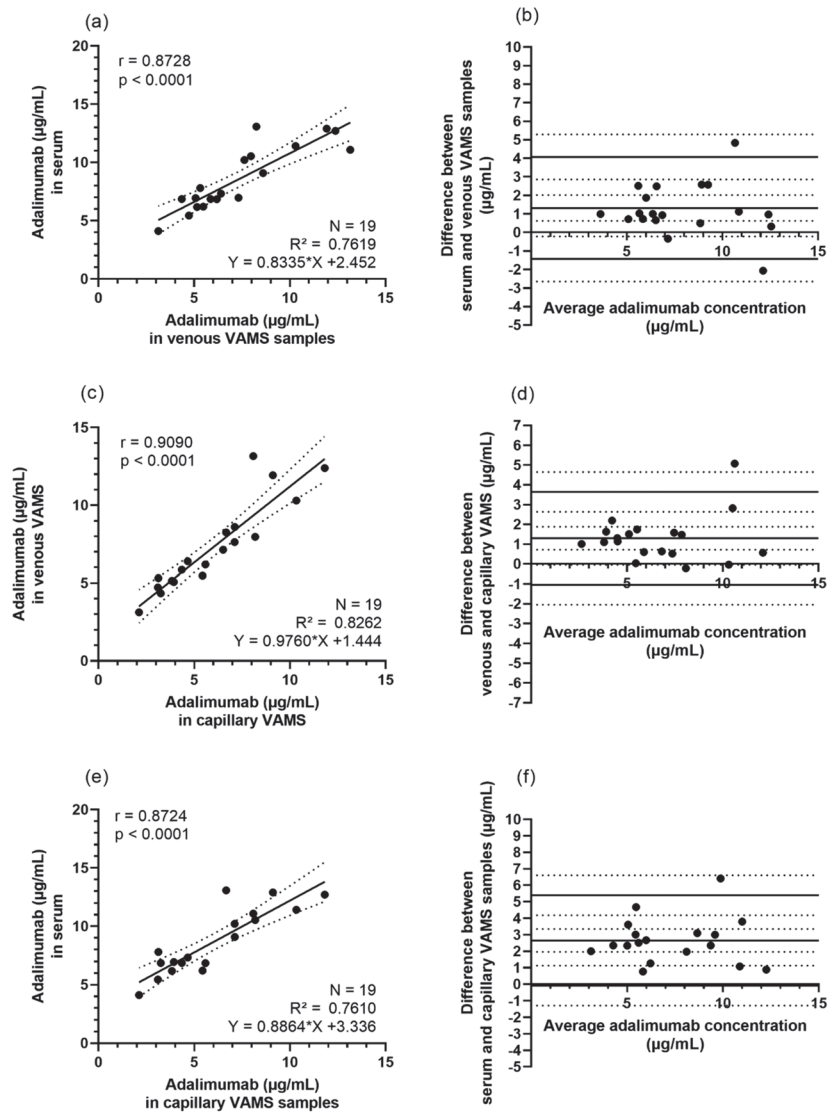 (a)
20
15
10
5
0
Adalimumab (µg/mL)
in serum
r = 0.8728
p < 0.0001
N = 19
R² = 0.7619
Y = 0.8335*X +2.452
0 5 10 15
Adalimumab (µg/mL)
in venous VAMS samples
(b)
10
9
8
7
6
5
4
3
2
1
0
-1
-2
-3
-4
-5
Difference between
serum and venous VAMS samples
(µg/mL)
5 10 15
Average adalimumab concentration
(µg/mL)
(c)
15
10
5
0
Adalimumab (µg/mL)
in venous VAMS
r = 0.9090
p < 0.0001
N = 19
R² = 0.8262
Y = 0.9760*X +1.444
0 5 10 15
Adalimumab (µg/mL)
in capillary VAMS
(d)
7
6
5
4
3
2
1
0
-1
-2
-3
-4
-5
-6
-7
Difference between
venous and capillary VAMS (µg/mL)
5 10 15
Average adalimumab concentration
(µg/mL)
(e)
20
15
10
5
0
Adalimumab (µg/mL)
in serum
r = 0.8724
p < 0.0001
N = 19
R² = 0.7610
Y = 0.8864*X +3.336
0 5 10 15
Adalimumab (µg/mL)
in capillary VAMS samples
(f)
10
9
8
7
6
5
4
3
2
1
0
-1
-2
-3
-4
-5
Difference between
serum and capillary VAMS samples (µg/mL)
5 10 15
Average adalimumab concentration
(µg/mL)